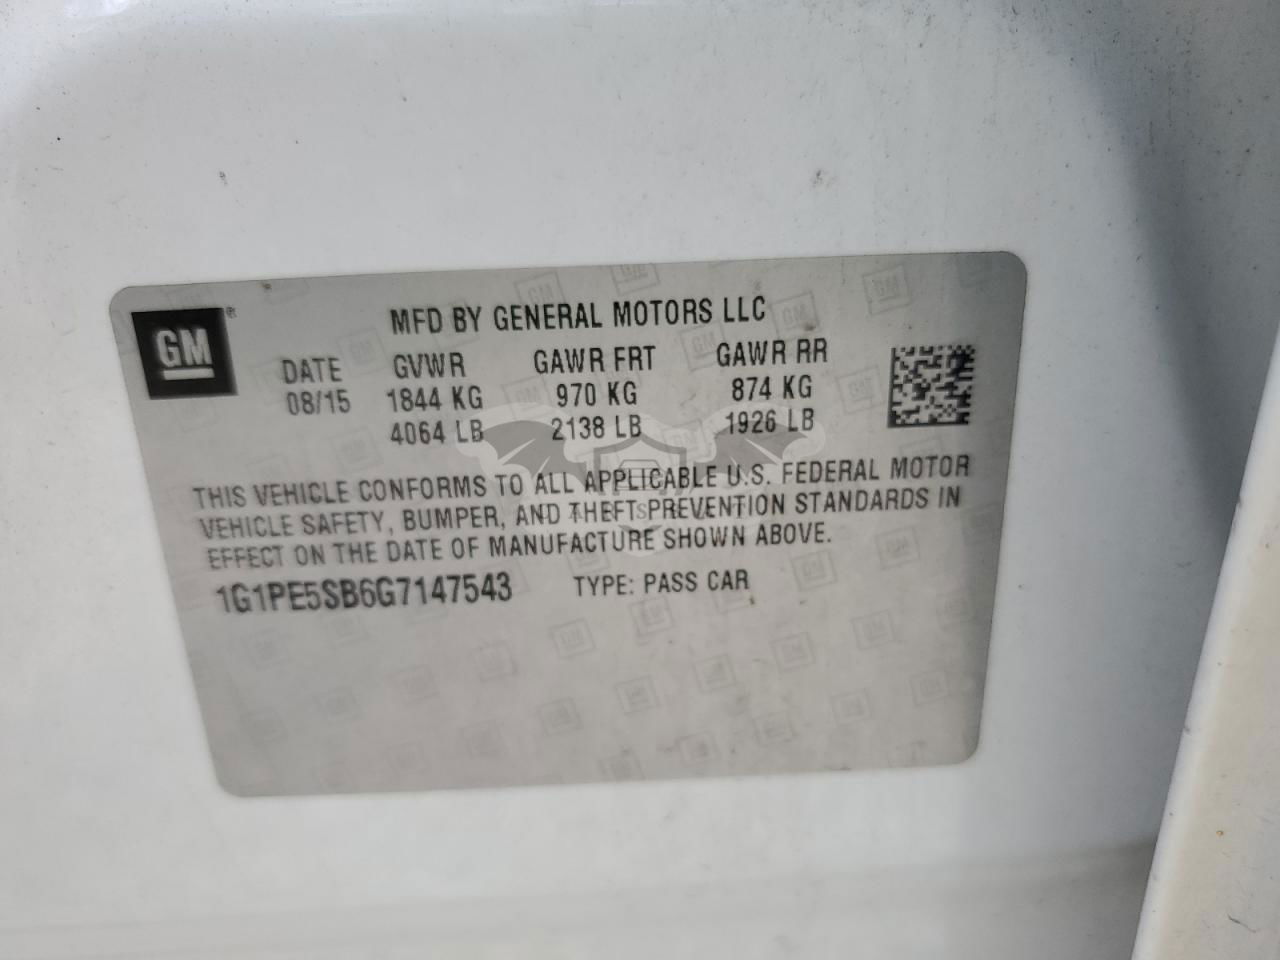 GM ®
MFD BY GENERAL MOTORS LLC
DATE GVWR GAWR FRT GAWR RR
08/15 1844 KG 970 KG 874 KG
4064 LB 2138 LB 1926 LB
THIS VEHICLE CONFORMS TO ALL APPLICABLE U.S. FEDERAL MOTOR
VEHICLE SAFETY, BUMPER, AND THEFT PREVENTION STANDARDS IN
EFFECT ON THE DATE OF MANUFACTURE SHOWN ABOVE.
1G1PE5SB6G7147543 TYPE: PASS CAR